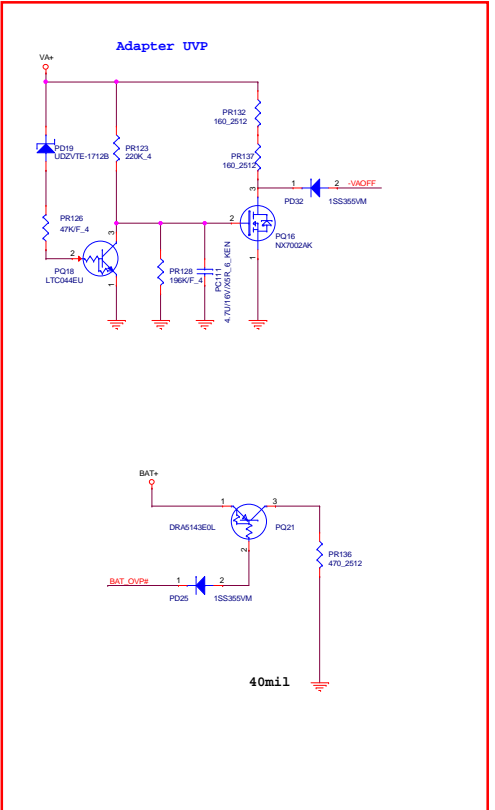 Adapter UVP
VA+
PR132
160_2512
PD19
UDZVTE-1712B
PR123
220K_4
PR137
160_2512
3
1
2
-VAOFF
PD32
1SS355VM
PR126
47K/F_4
3
2
PQ16
NX7002AK
2
PQ18
LTC044EU
PR128
196K/F_4
PC111
4.7U/16V/X5R_6_KEN
1
1
BAT+
1
3
DRA5143E0L
PQ21
2
PR136
470_2512
BAT_OVP#
1
2
PD25
1SS355VM
40mil